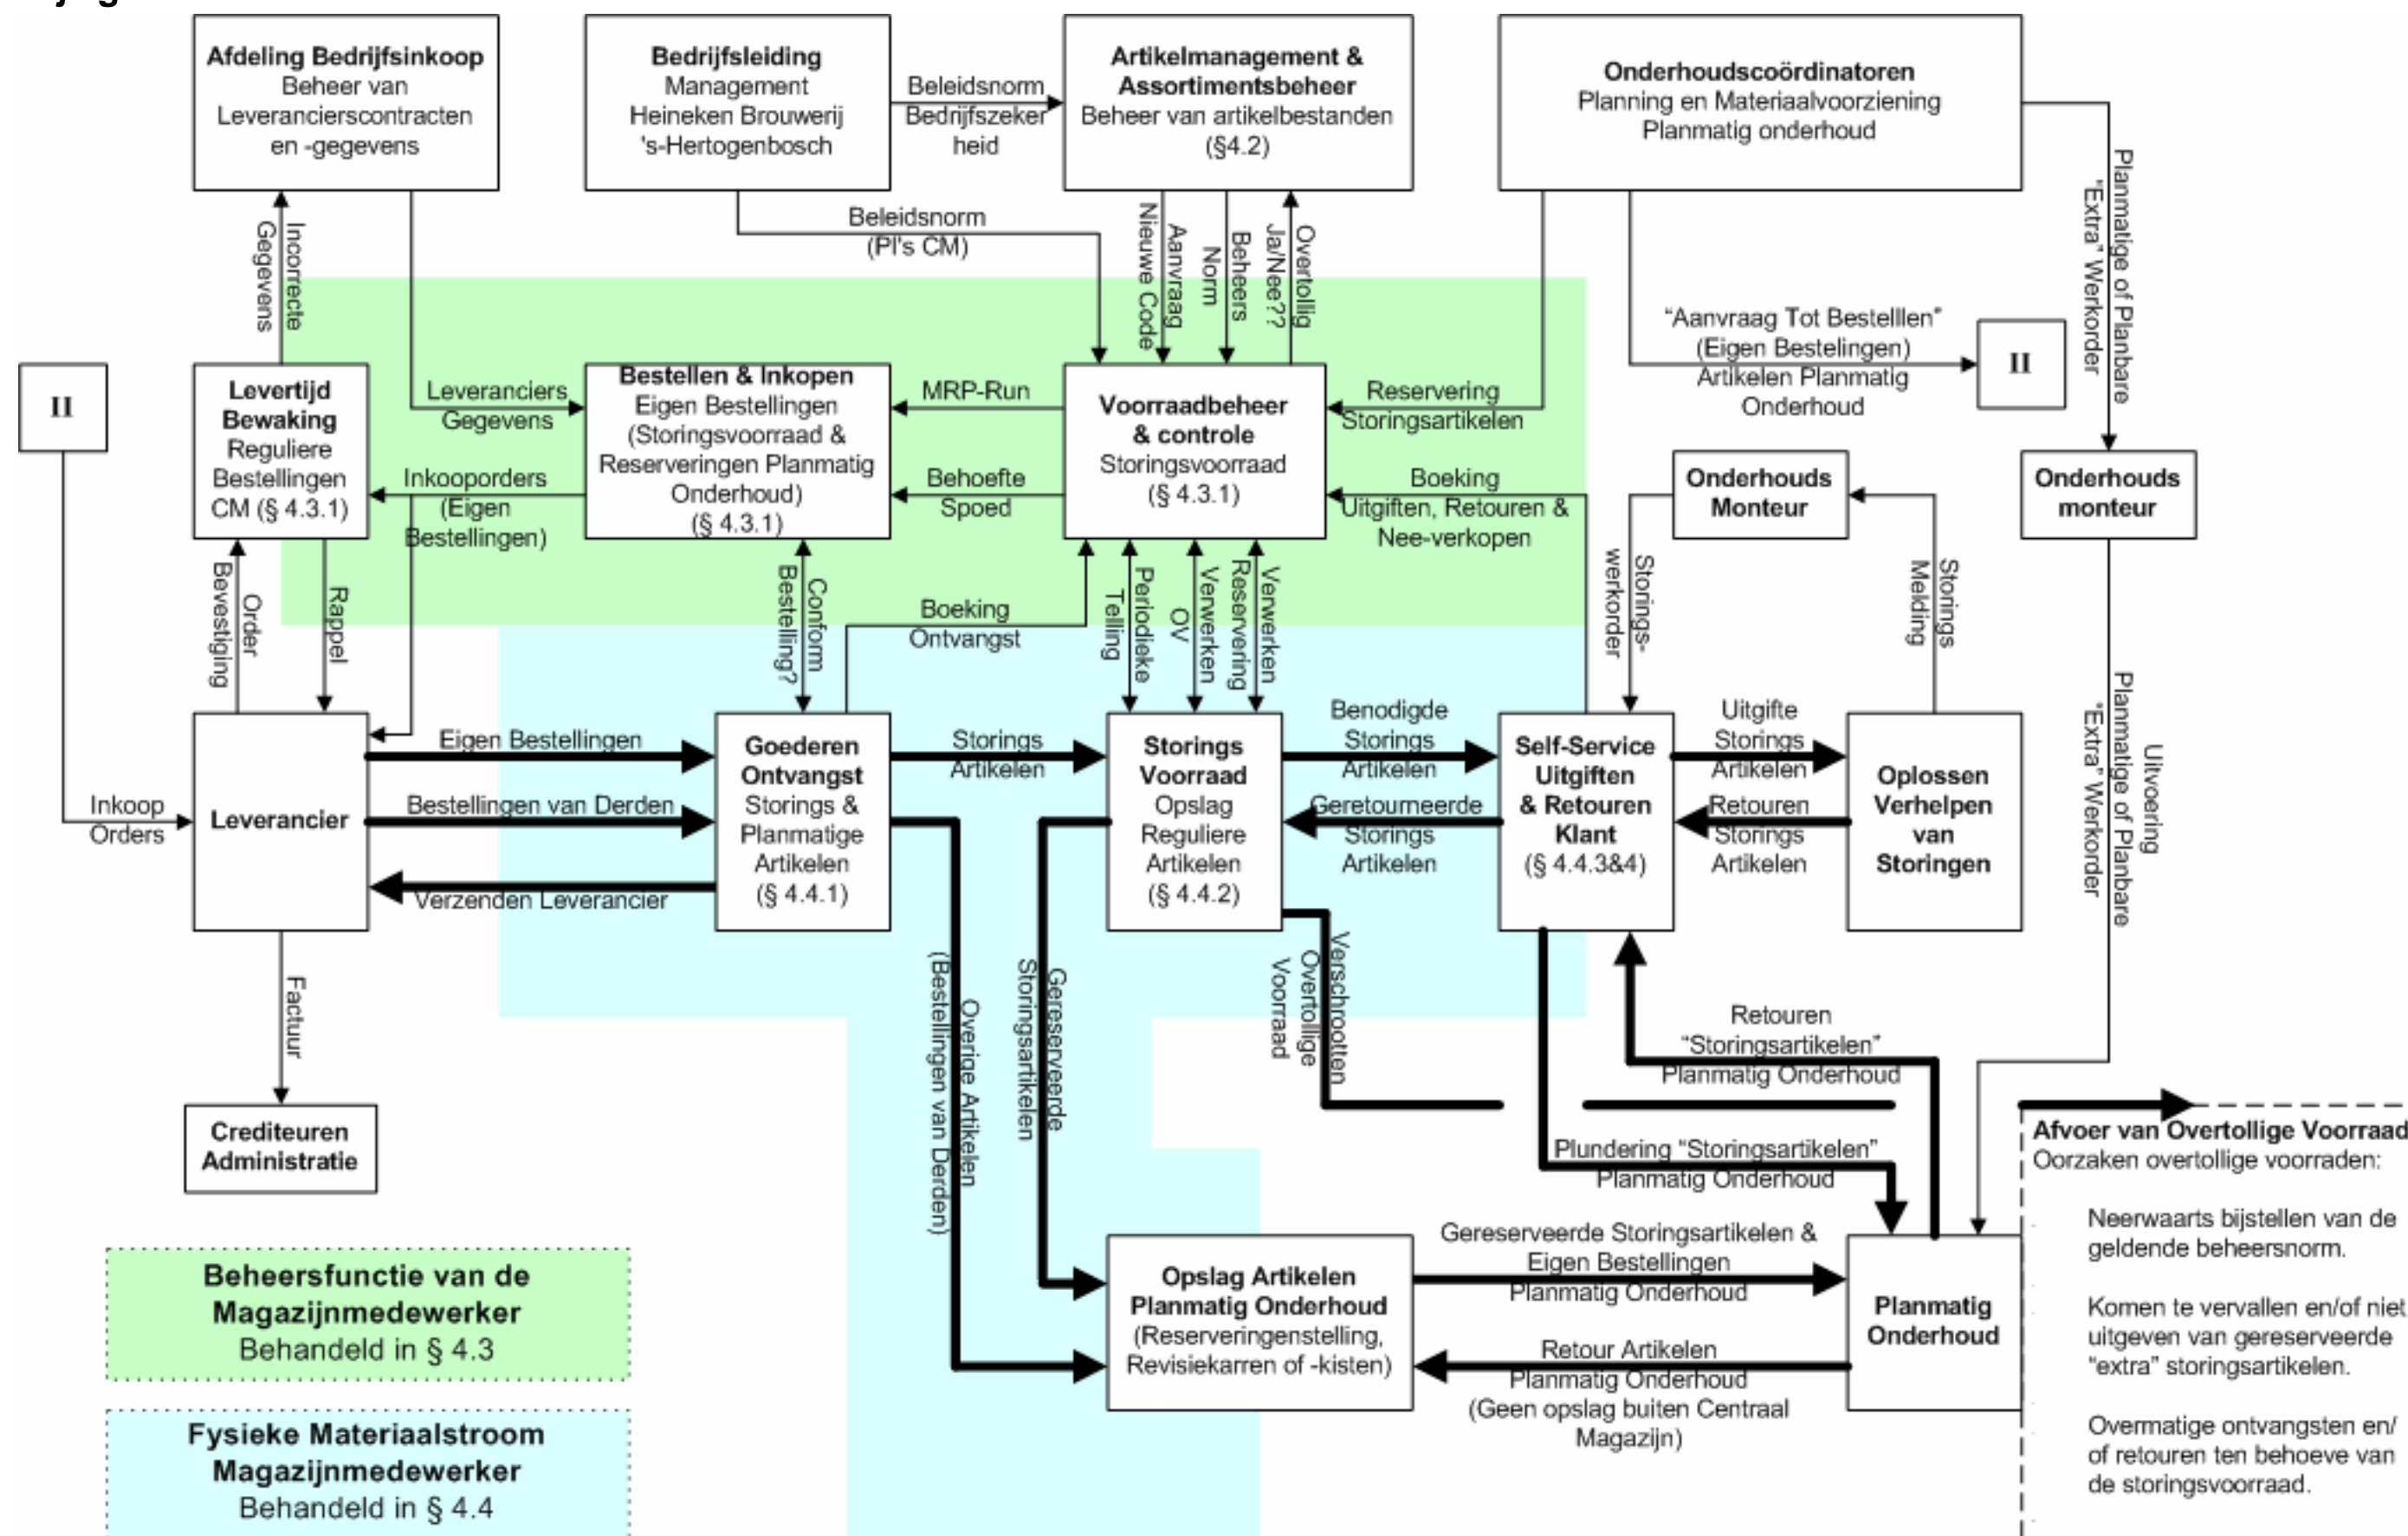 Afdeling Bedrijfsinkoop
Beheer van
Leverancierscontracten
en -gegevens
Bedrijfsleiding
Management
Heineken Brouwerij
's-Hertogenbosch
Beleidsnorm
Bedrijfszeker
heid
Artikelmanagement &
Assortimentsbeheer
Beheer van artikelbestanden
(§4.2)
Onderhoudscoördinatoren
Planning en Materiaalvoorziening
Planmatig onderhoud
Planmatige of Planbare
"Extra" Werkorder
Incorrecte
Gegevens
Beleidsnorm
(PI's CM)
Aanvraag
Nieuwe Code
Beheers
Norm
Overtollig
Ja/Nee??
"Aanvraag Tot Bestelllen"
(Eigen Bestelingen)
Artikelen Planmatig
Onderhoud
II
II
Levertijd
Bewaking
Reguliere
Bestellingen
CM (§ 4.3.1)
Leveranciers
Gegevens
Inkooporders
(Eigen
Bestellingen)
Bestellen & Inkopen
Eigen Bestellingen
(Storingsvoorraad &
Reserveringen Planmatig
Onderhoud)
(§ 4.3.1)
MRP-Run
Behoefte
Spoed
Voorraadbeheer
& controle
Storingsvoorraad
(§ 4.3.1)
Reservering
Storingsartikelen
Boeking
Uitgiften, Retouren &
Nee-verkopen
Onderhouds
Monteur
Onderhouds
monteur
Order
Bevestiging
Rappel
Conform
Bestelling?
Boeking
Ontvangst
Periodieke
Telling
Verwerken
OV
Verwerken
Reservering
Storings-
werkorder
Storings
Melding
Inkoop
Orders
Leverancier
Eigen Bestellingen
Bestellingen van Derden
Verzenden Leverancier
Goederen
Ontvangst
Storings &
Planmatige
Artikelen
(§ 4.4.1)
Storings
Artikelen
Storings
Voorraad
Opslag
Reguliere
Artikelen
(§ 4.4.2)
Benodigde
Storings
Artikelen
Geretourneerde
Storings
Artikelen
Self-Service
Uitgiften
& Retouren
Klant
(§ 4.4.3&4)
Uitgifte
Storings
Artikelen
Retouren
Storings
Artikelen
Oplossen
Verhelpen
van
Storingen
Uitvoering
Planmatige of Planbare
"Extra" Werkorder
Factuur
Crediteuren
Administratie
Overige Artikelen
(Bestellingen van Derden)
Gereserveerde
Storingsartikelen
Verschrootten
Overtollige
Voorraad
Retouren
"Storingsartikelen"
Planmatig Onderhoud
Plundering "Storingsartikelen"
Planmatig Onderhoud
Opslag Artikelen
Planmatig Onderhoud
(Reserveringenstelling,
Revisiekarren of -kisten)
Gereserveerde Storingsartikelen &
Eigen Bestellingen
Planmatig Onderhoud
Retour Artikelen
Planmatig Onderhoud
(Geen opslag buiten Centraal
Magazijn)
Planmatig
Onderhoud
Afvoer van Overtollige Voorraad
Oorzaken overtollige voorraden:
Neerwaarts bijstellen van de
geldende beheersnorm.
Komen te vervallen en/of niet
uitgeven van gereserveerde
"extra" storingsartikelen.
Overmatige ontvangsten en/
of retouren ten behoeve van
de storingsvoorraad.
Beheersfunctie van de
Magazijnmedewerker
Behandeld in § 4.3
Fysieke Materiaalstroom
Magazijnmedewerker
Behandeld in § 4.4